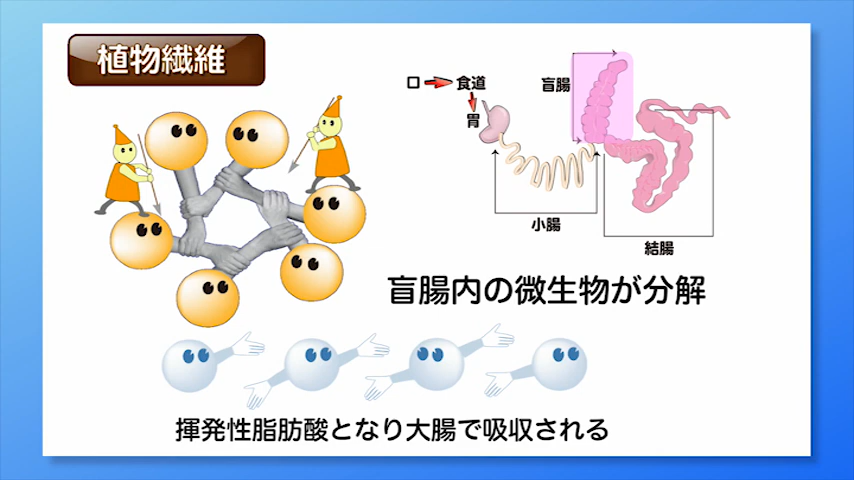 植物繊維
口
食道
胃
盲腸
小腸
結腸
盲腸内の微生物が分解
揮発性脂肪酸となり大腸で吸収される